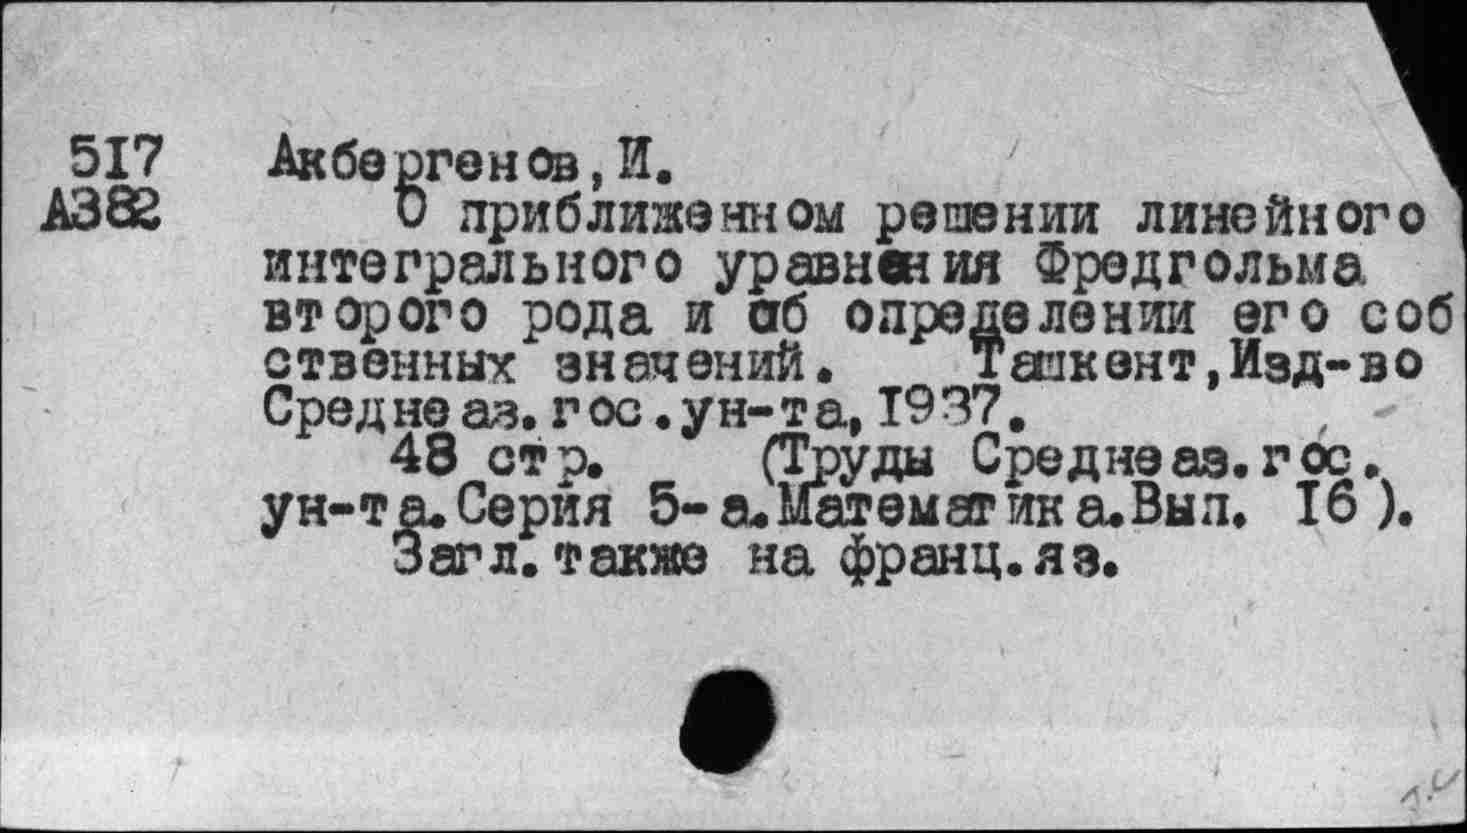 517 Акбергенов,И.
А382 О приближенном решении линейного
интегрального уравнения Фредгольма
второго рода и об определении его соб
ственных значений. Ташкент,Изд-во
Среднеаз.гос.ун-та,1937.
48 стр. (Труды Среднеаз.гос.
ун-та.Серия 5-а.Математика.Вып. 16).
Загл.также на франц.яз.